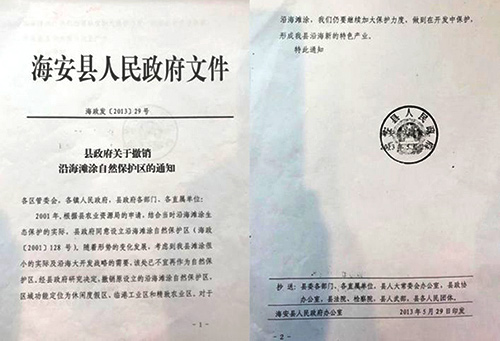 海安县人民政府文件
海政发〔2013〕29号
县政府关于撤销
沿海滩涂自然保护区的通知
各区管委会，各镇人民政府，县政府各部门、各直属单位：
2001年，根据县农业资源局的申请，结合当时沿海滩涂生
态保护的实际，县政府同意设立沿海滩涂自然保护区（海政
〔2001〕128号）。随着形势的变化发展，考虑到我县滩涂很
小的实际及沿海大开发战略的需要，该处已不宜再作为自然保
护区。经县政府研究决定，撤销原设立的沿海滩涂自然保护区，
区域功能定位为休闲度假区、临港工业区和精致农业区。对于
- 1 -
沿海滩涂，我们仍要继续加大保护力度，做到在开发中保护，
形成我县沿海新的特色产业。
特此通知
海安县人民政府
抄送：县委各部门、各直属单位，县人大常委会办公室，县政协
办公室，县法院、检察院，县人武部，县各人民团体。
海安县人民政府办公室 2013年5月29日印发
- 2 -